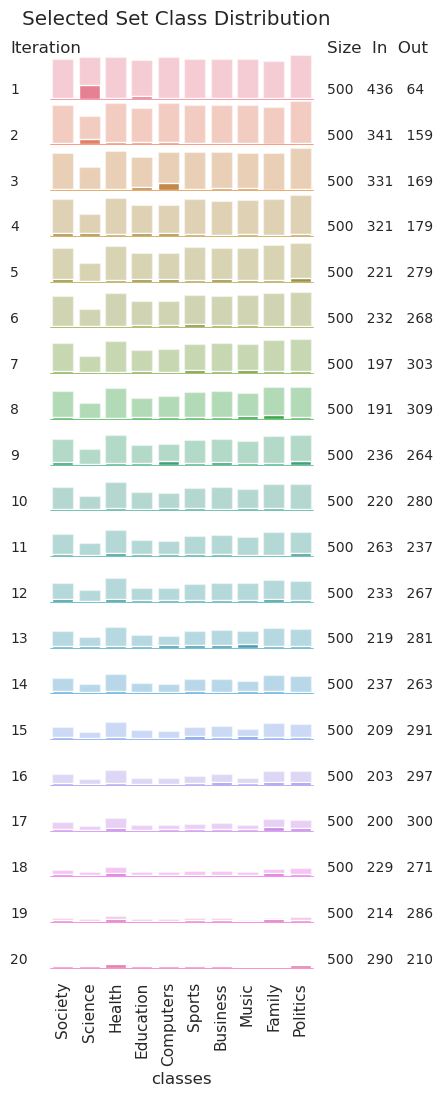 Selected Set Class Distribution
Iteration Size In Out
1 500 436 64
2 500 341 159
3 500 331 169
4 500 321 179
5 500 221 279
6 500 232 268
7 500 197 303
8 500 191 309
9 500 236 264
10 500 220 280
11 500 263 237
12 500 233 267
13 500 219 281
14 500 237 263
15 500 209 291
16 500 203 297
17 500 200 300
18 500 229 271
19 500 214 286
20 500 290 210
Society Science Health Education Computers Sports Business Music Family Politics
classes